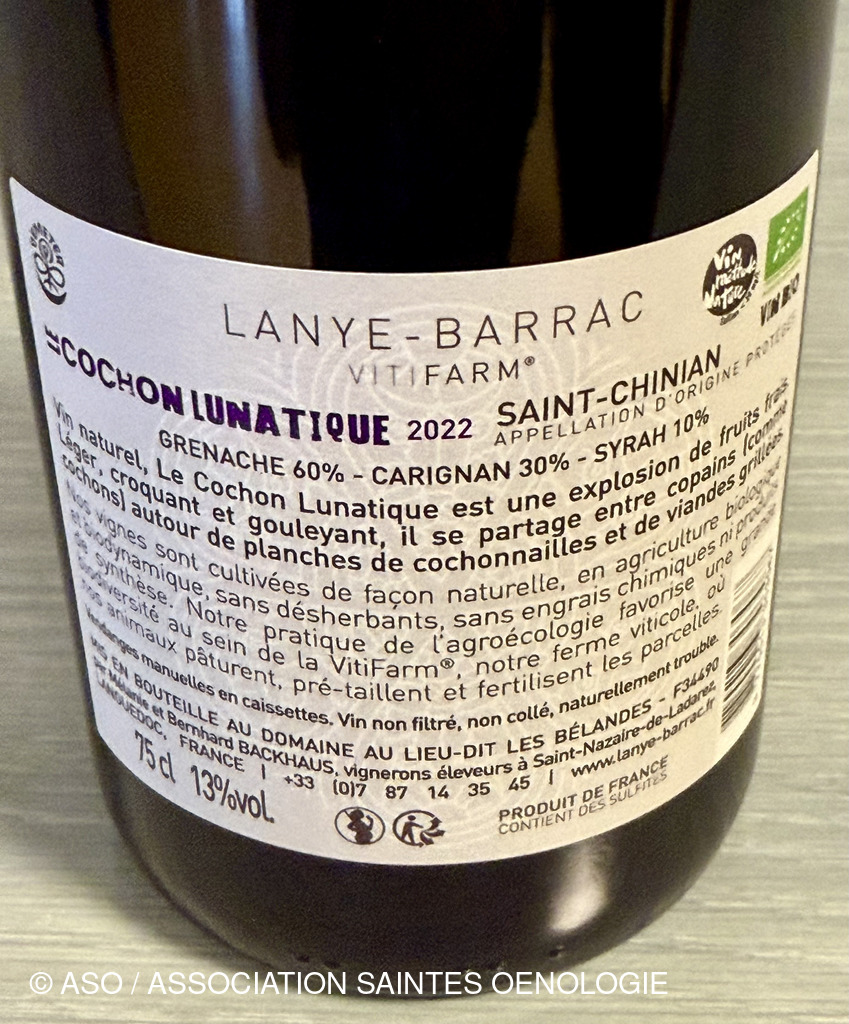 demeter
Vin
méthode
Nature
VIN BIO
LANYE-BARRAC
VITIFARM®
LE COCHON LUNATIQUE 2022 SAINT-CHINIAN
APPELLATION D'ORIGINE PROTÉGÉE
GRENACHE 60% - CARIGNAN 30% - SYRAH 10%
Vin naturel, Le Cochon Lunatique est une explosion de fruits frais.
Léger, croquant et gouleyant, il se partage entre copains (comme
cochons) autour de planches de cochonnailles et de viandes grillées.
Nos vignes sont cultivées de façon naturelle, en agriculture biologique
et biodynamique, sans désherbants, sans engrais chimiques ni produits
de synthèse. Notre pratique de l'agroécologie favorise une grande
biodiversité au sein de la VitiFarm®, notre ferme viticole, où
nos animaux pâturent, pré-taillent et fertilisent les parcelles.
Vendanges manuelles en caissettes. Vin non filtré, non collé, naturellement trouble.
MIS EN BOUTEILLE AU DOMAINE AU LIEU-DIT LES BÉLANDES - F34490
Par Mélanie et Bernhard BACKHAUS, vignerons éleveurs à Saint-Nazaire-de-Ladarez,
LANGUEDOC, FRANCE | +33 (0)7 87 14 35 45 | www.lanye-barrac.fr
75 cl 13%vol.
PRODUIT DE FRANCE
CONTIENT DES SULFITES
© ASO / ASSOCIATION SAINTES OENOLOGIE